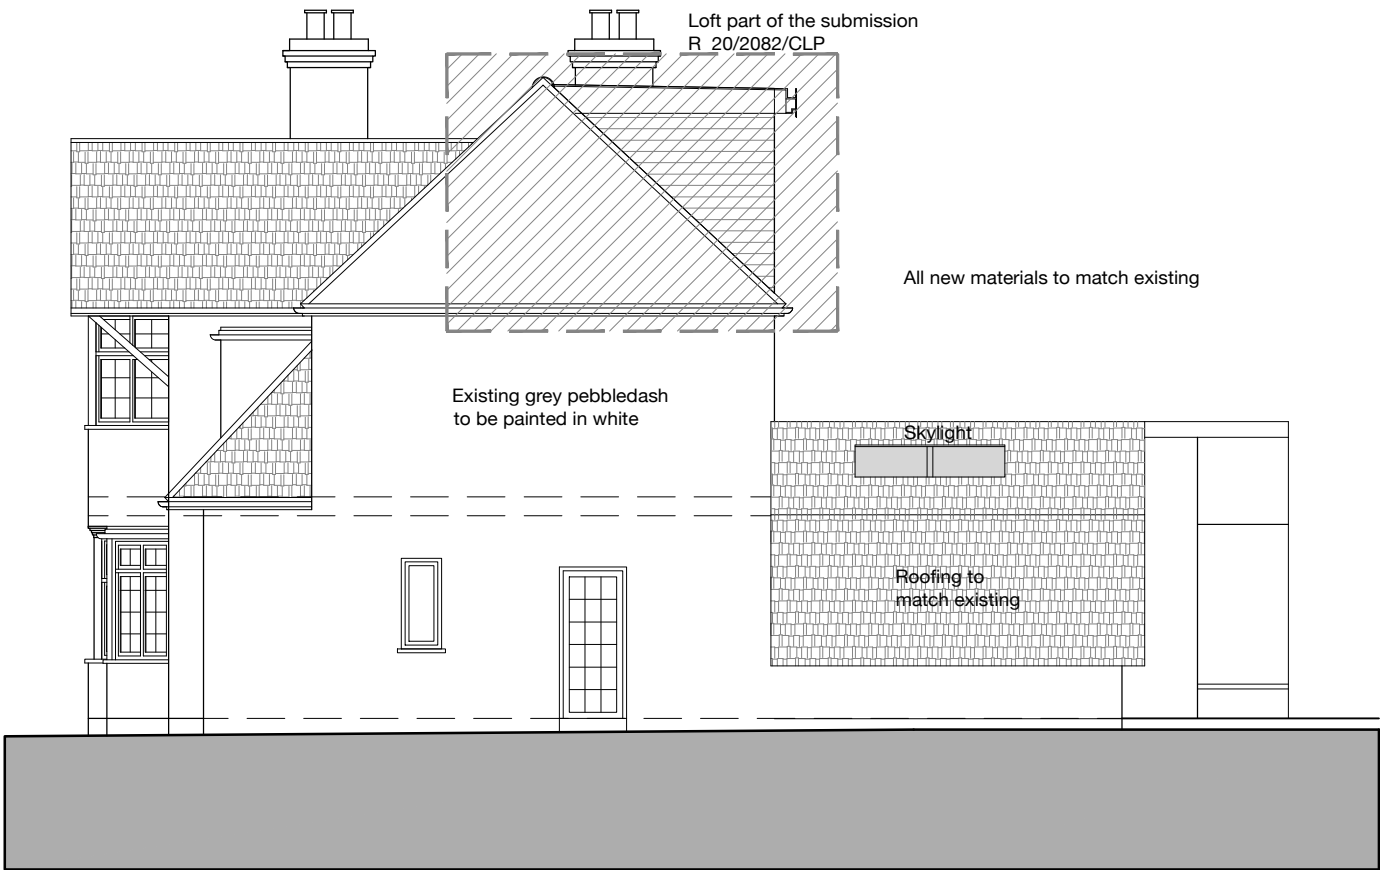 Loft part of the submission
R 20/2082/CLP
All new materials to match existing
Existing grey pebbledash
to be painted in white
Skylight
Roofing to
match existing